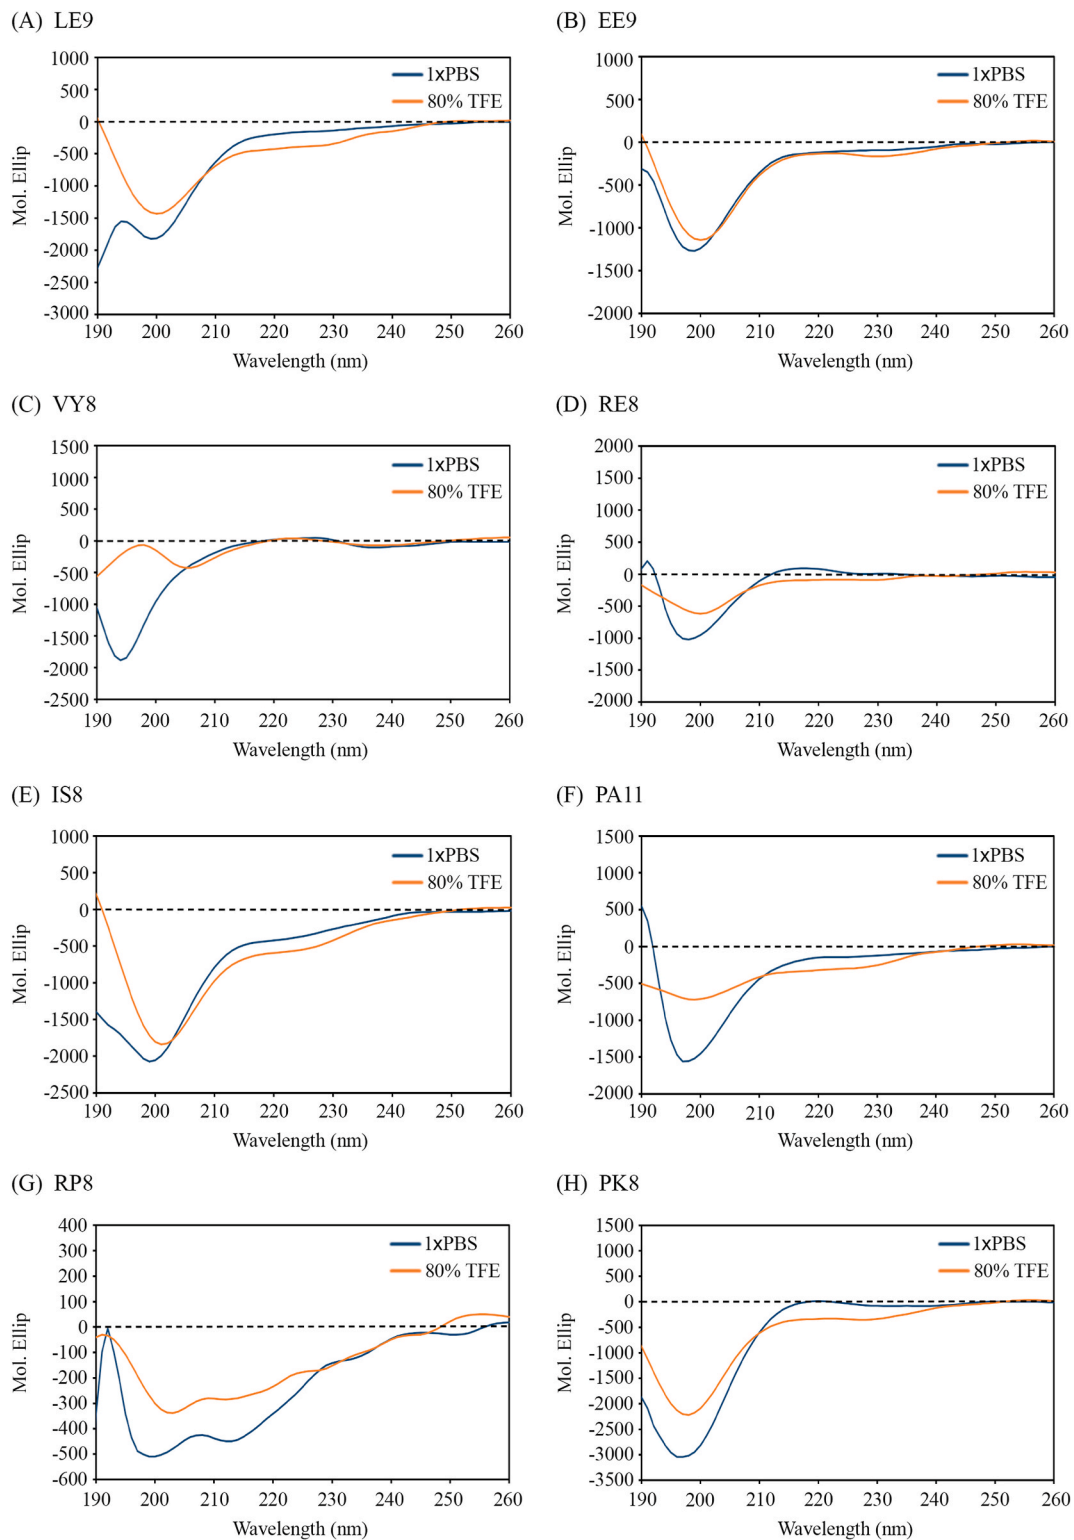 (A) LE9
1000
500
0
-500
-1000
-1500
-2000
-2500
-3000
Mol. Ellip
1xPBS
80% TFE
190 200 210 220 230 240 250 260
Wavelength (nm)
(B) EE9
1000
500
0
-500
-1000
-1500
-2000
Mol. Ellip
1xPBS
80% TFE
190 200 210 220 230 240 250 260
Wavelength (nm)
(C) VY8
1500
1000
500
0
-500
-1000
-1500
-2000
-2500
Mol. Ellip
1xPBS
80% TFE
190 200 210 220 230 240 250 260
Wavelength (nm)
(D) RE8
2000
1500
1000
500
0
-500
-1000
-1500
-2000
Mol. Ellip
1xPBS
80% TFE
190 200 210 220 230 240 250 260
Wavelength (nm)
(E) IS8
1000
500
0
-500
-1000
-1500
-2000
-2500
Mol. Ellip
1xPBS
80% TFE
190 200 210 220 230 240 250 260
Wavelength (nm)
(F) PA11
1500
1000
500
0
-500
-1000
-1500
-2000
Mol. Ellip
1xPBS
80% TFE
190 200 210 220 230 240 250 260
Wavelength (nm)
(G) RP8
400
300
200
100
0
-100
-200
-300
-400
-500
-600
Mol. Ellip
1xPBS
80% TFE
190 200 210 220 230 240 250 260
Wavelength (nm)
(H) PK8
1500
1000
500
0
-500
-1000
-1500
-2000
-2500
-3000
-3500
Mol. Ellip
1xPBS
80% TFE
190 200 210 220 230 240 250 260
Wavelength (nm)